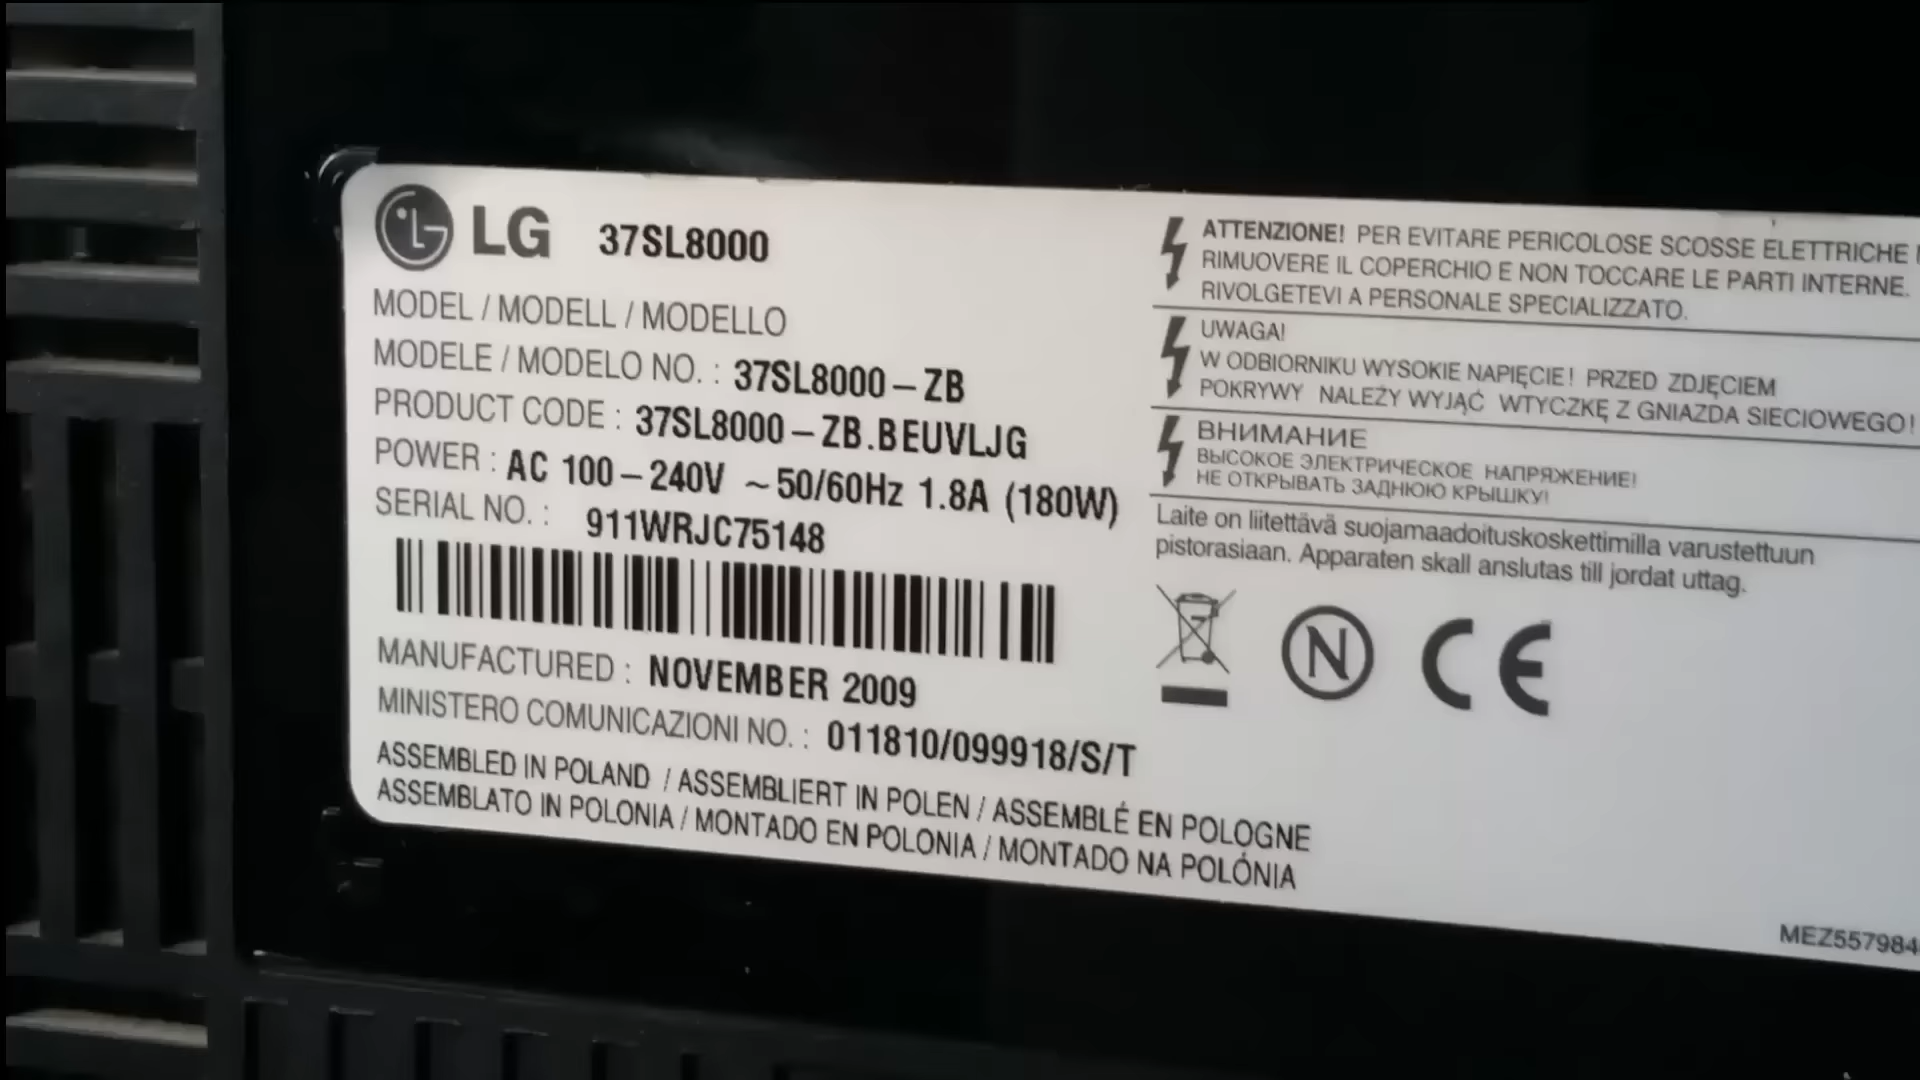 LG 37SL8000
MODEL / MODELL / MODELLO
MODELE / MODELO NO. : 37SL8000-ZB
PRODUCT CODE : 37SL8000-ZB.BEUVLJG
POWER : AC 100-240V ~50/60Hz 1.8A (180W)
SERIAL NO. : 911WRJC75148
MANUFACTURED : NOVEMBER 2009
MINISTERO COMUNICAZIONI NO. : 011810/099918/S/T
ASSEMBLED IN POLAND / ASSEMBLIERT IN POLEN / ASSEMBLÉ EN POLOGNE
ASSEMBLATO IN POLONIA / MONTADO EN POLONIA / MONTADO NA POLÓNIA
ATTENZIONE! PER EVITARE PERICOLOSE SCOSSE ELETTRICHE
RIMUOVERE IL COPERCHIO E NON TOCCARE LE PARTI INTERNE.
RIVOLGETEVI A PERSONALE SPECIALIZZATO.
UWAGA!
W ODBIORNIKU WYSOKIE NAPIĘCIE! PRZED ZDJĘCIEM
POKRYWY NALEŻY WYJĄĆ WTYCZKĘ Z GNIAZDA SIECIOWEGO!
ВНИМАНИЕ
ВЫСОКОЕ ЭЛЕКТРИЧЕСКОЕ НАПРЯЖЕНИЕ!
НЕ ОТКРЫВАТЬ ЗАДНЮЮ КРЫШКУ!
Laite on liitettävä suojamaadoituskoskettimilla varustettuun
pistorasiaan. Apparaten skall anslutas till jordat uttag.
N CE
MEZ557984